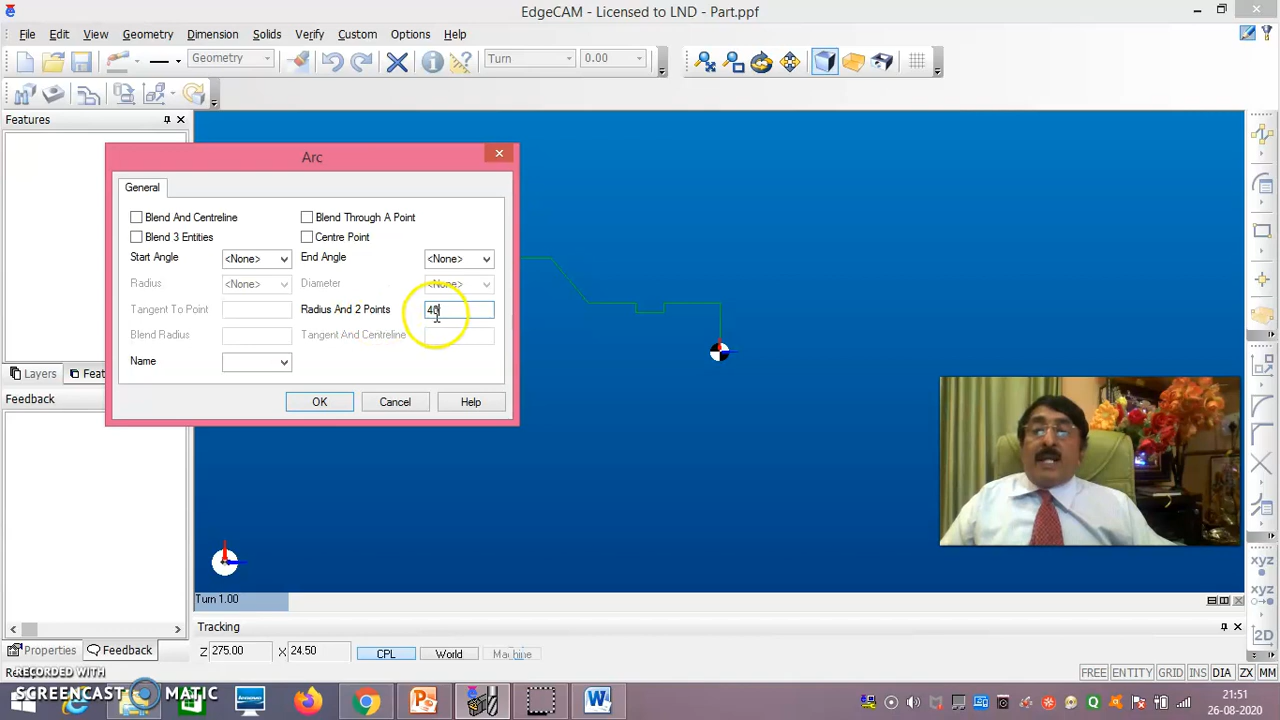 EdgeCAM - Licensed to LND - Part.ppf
File Edit View Geometry Dimension Solids Verify Custom Options Help
Geometry Turn 0.00
Features
Arc
General
Blend And Centreline Blend Through A Point
Blend 3 Entities Centre Point
Start Angle <None> End Angle <None>
Radius <None> Diameter <None>
Tangent To Point Radius And 2 Points 40
Blend Radius Tangent And Centreline
Name
Layers Feat
OK Cancel Help
Feedback
Turn 1.00
Tracking
Z 275.00 X 24.50 CPL World Machine
Properties Feedback
FREE ENTITY GRID INS DIA ZX MM
RECORDED WITH
SCREENCAST MATIC
xyz
xyz
2D
21:51
26-08-2020